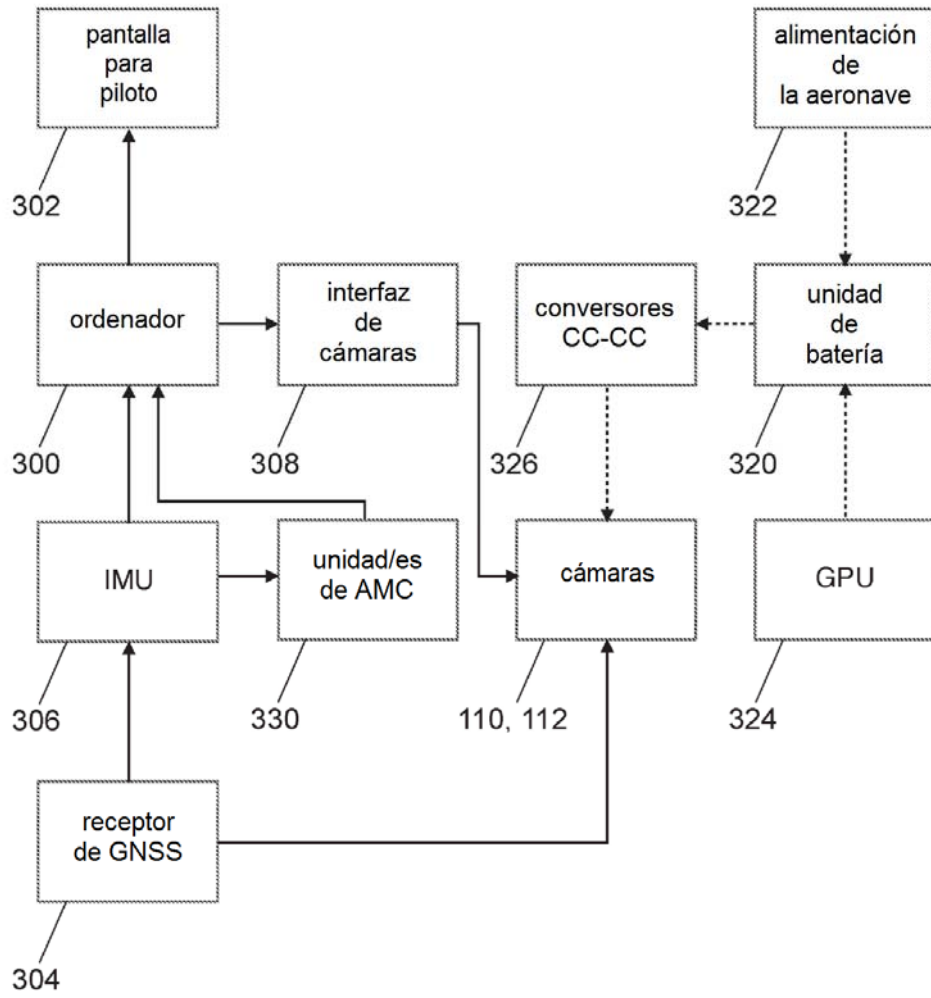 pantalla
para
piloto
alimentación
de
la aeronave
302
322
ordenador
interfaz
de
cámaras
conversores
CC-CC
unidad
de
batería
300
308
326
320
IMU
unidad/es
de AMC
cámaras
GPU
306
330
110, 112
324
receptor
de GNSS
304